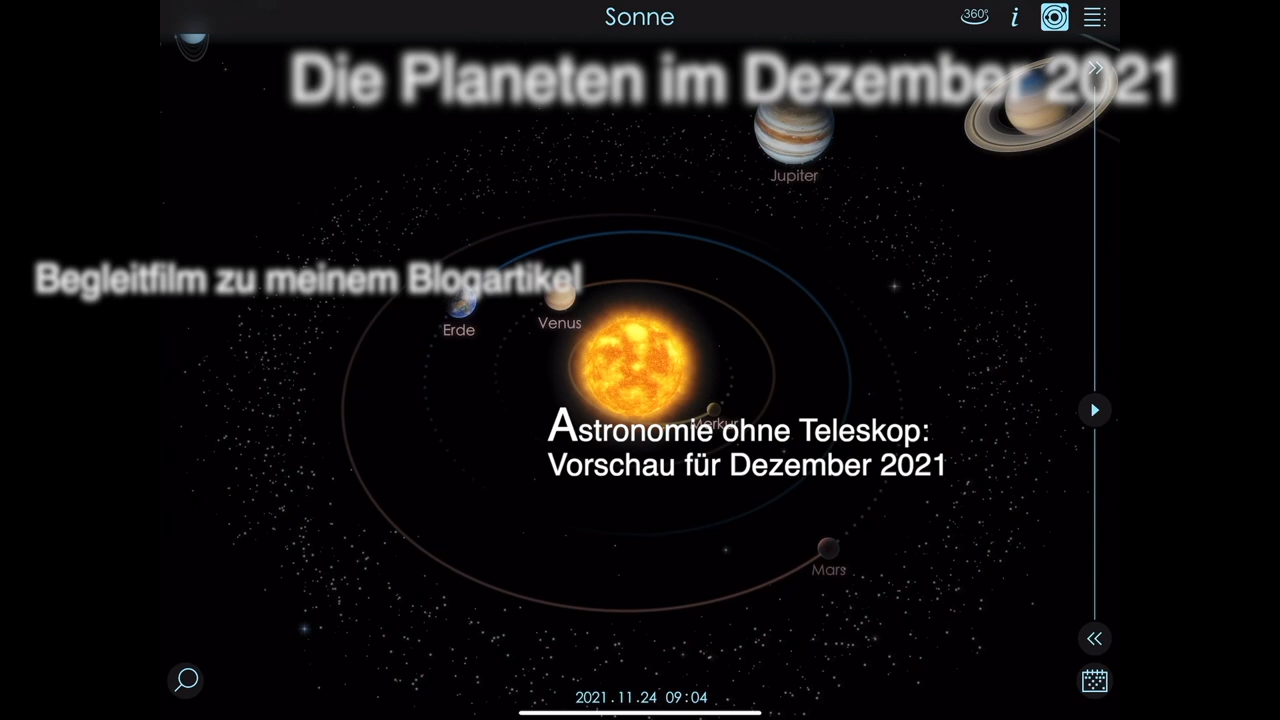 Sonne
360°
i
Die Planeten im Dezember 2021
Jupiter
Begleitfilm zu meinem Blogartikel
Erde
Venus
Merkur
Astronomie ohne Teleskop:
Vorschau für Dezember 2021
Mars
2021.11.24 09:04